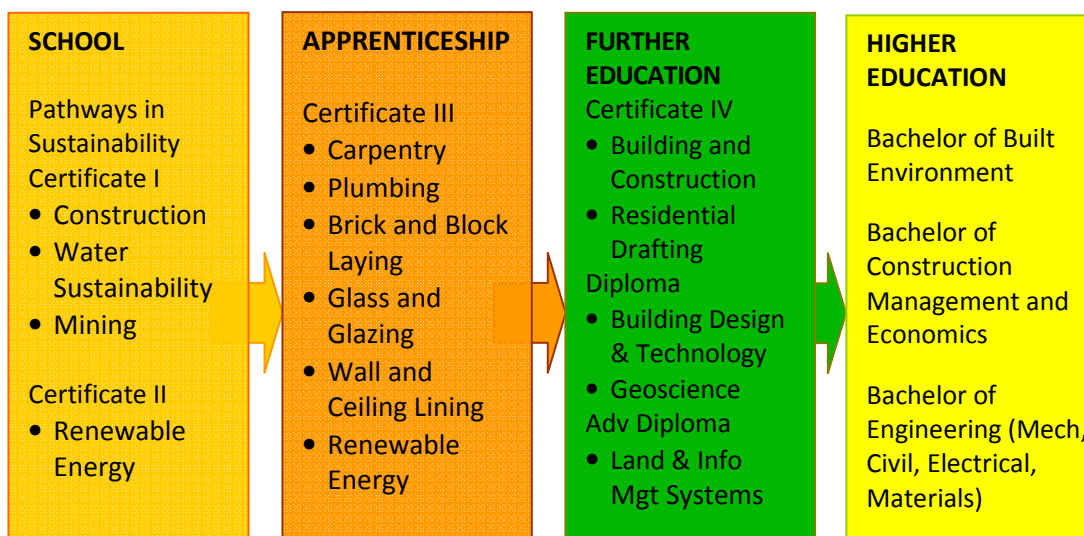 SCHOOL
Pathways in
Sustainability
Certificate I
• Construction
• Water
Sustainability
• Mining
Certificate II
• Renewable
Energy
APPRENTICESHIP
Certificate III
• Carpentry
• Plumbing
• Brick and Block
Laying
• Glass and
Glazing
• Wall and
Ceiling Lining
• Renewable
Energy
FURTHER
EDUCATION
Certificate IV
• Building and
Construction
• Residential
Drafting
Diploma
• Building Design
& Technology
• Geoscience
Adv Diploma
• Land & Info
Mgt Systems
HIGHER
EDUCATION
Bachelor of Built
Environment
Bachelor of
Construction
Management and
Economics
Bachelor of
Engineering (Mech,
Civil, Electrical,
Materials)